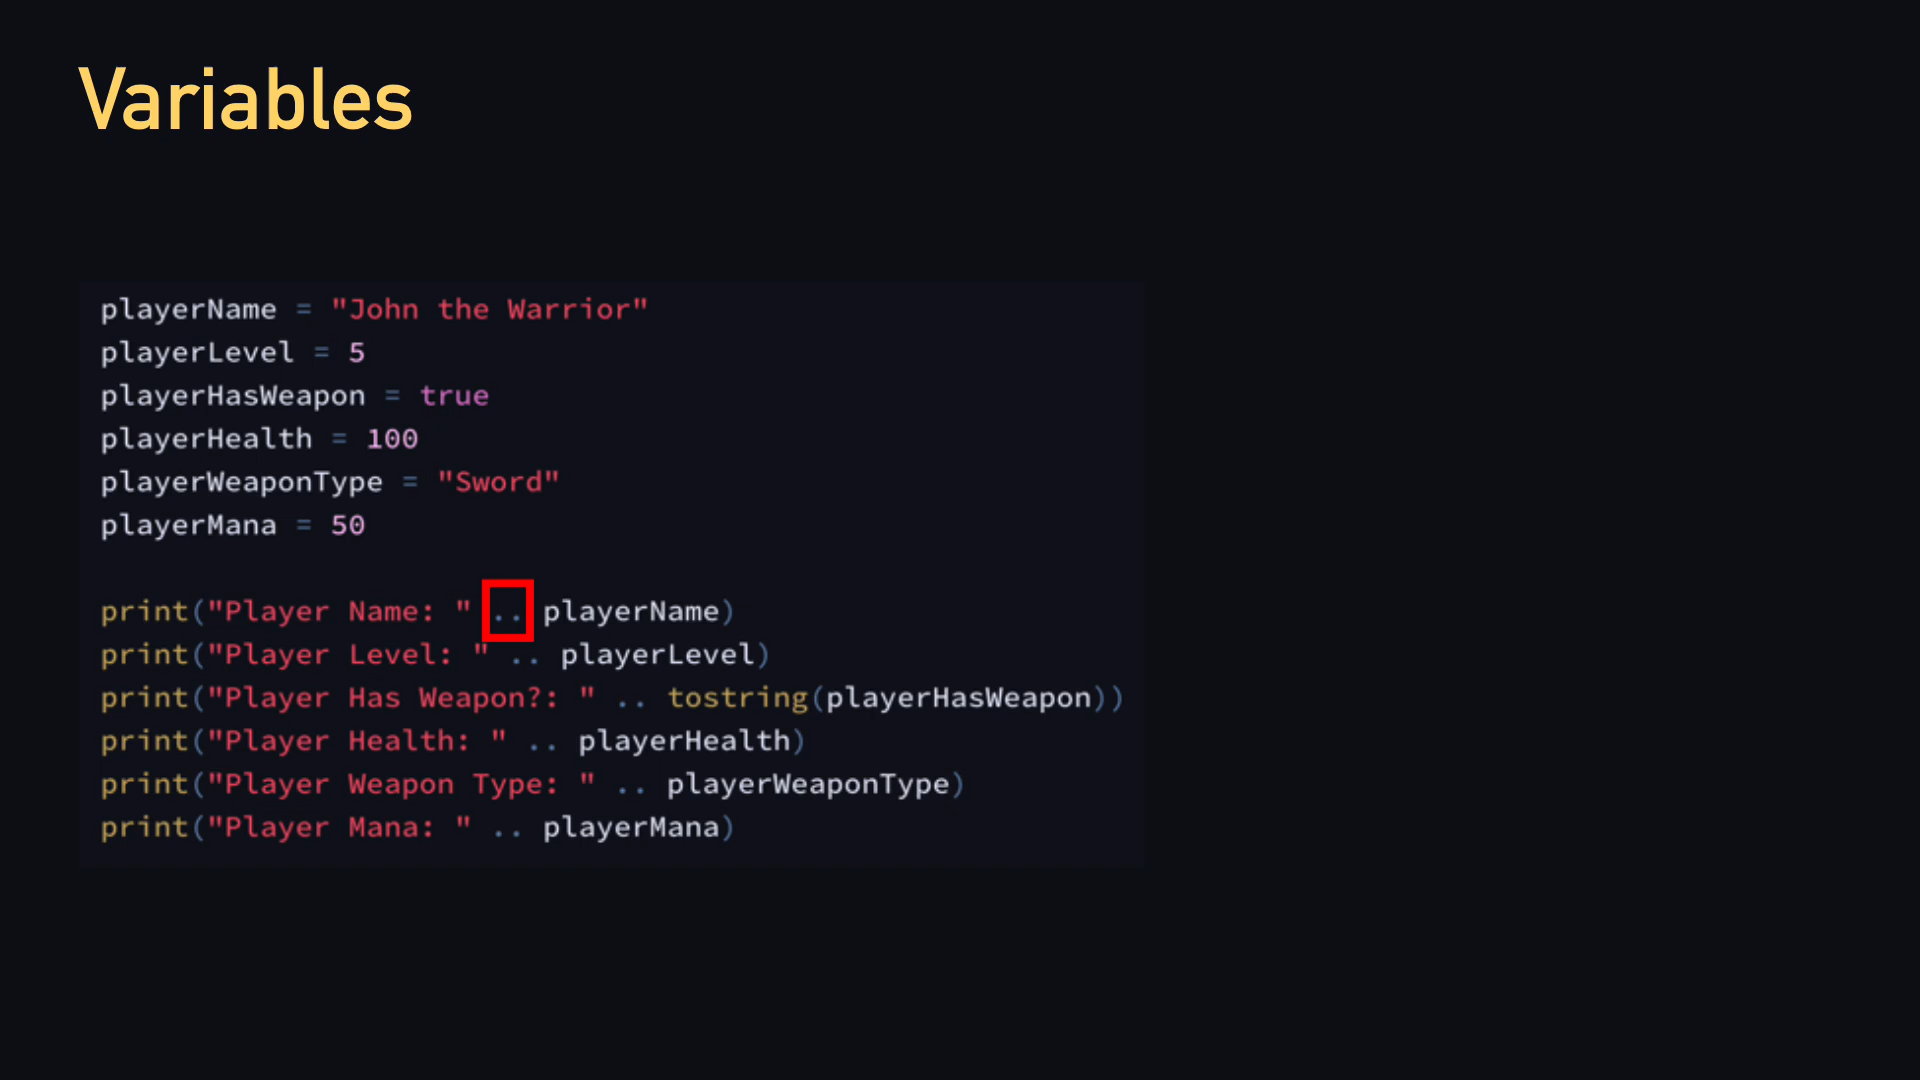 Variables
playerName = "John the Warrior"
playerLevel = 5
playerHasWeapon = true
playerHealth = 100
playerWeaponType = "Sword"
playerMana = 50
print("Player Name: " .. playerName)
print("Player Level: " .. playerLevel)
print("Player Has Weapon?: " .. tostring(playerHasWeapon))
print("Player Health: " .. playerHealth)
print("Player Weapon Type: " .. playerWeaponType)
print("Player Mana: " .. playerMana)